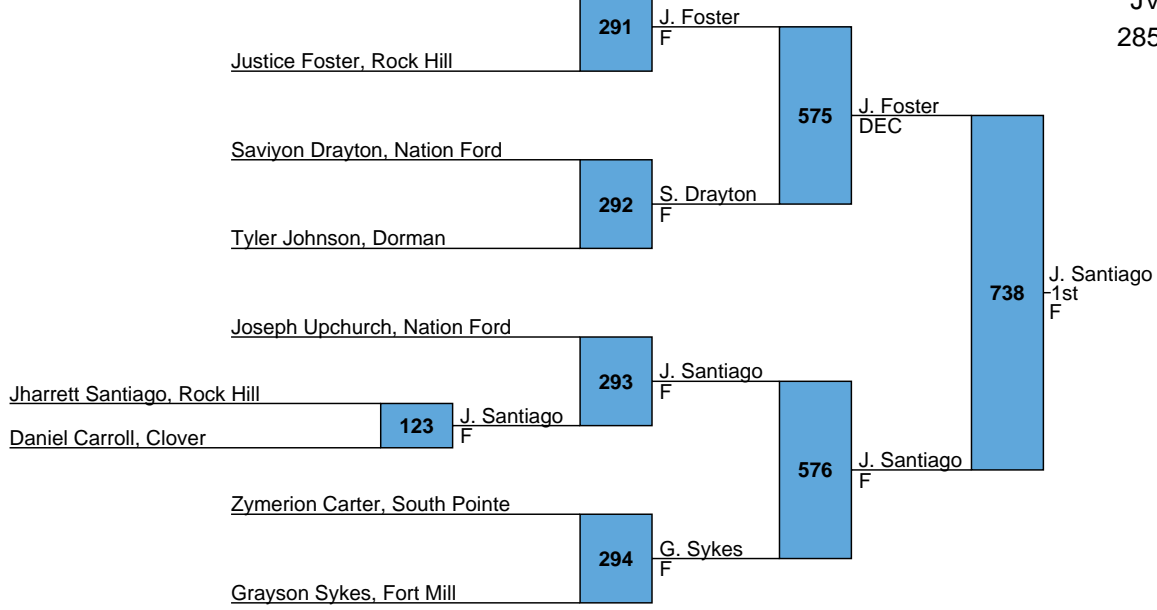 JV
285
291
J. Foster
F
Justice Foster, Rock Hill
575
J. Foster
DEC
Saviyon Drayton, Nation Ford
292
S. Drayton
F
Tyler Johnson, Dorman
738
J. Santiago
1st
F
Joseph Upchurch, Nation Ford
293
J. Santiago
F
Jharrett Santiago, Rock Hill
123
J. Santiago
F
Daniel Carroll, Clover
576
J. Santiago
F
Zymerion Carter, South Pointe
294
G. Sykes
F
Grayson Sykes, Fort Mill